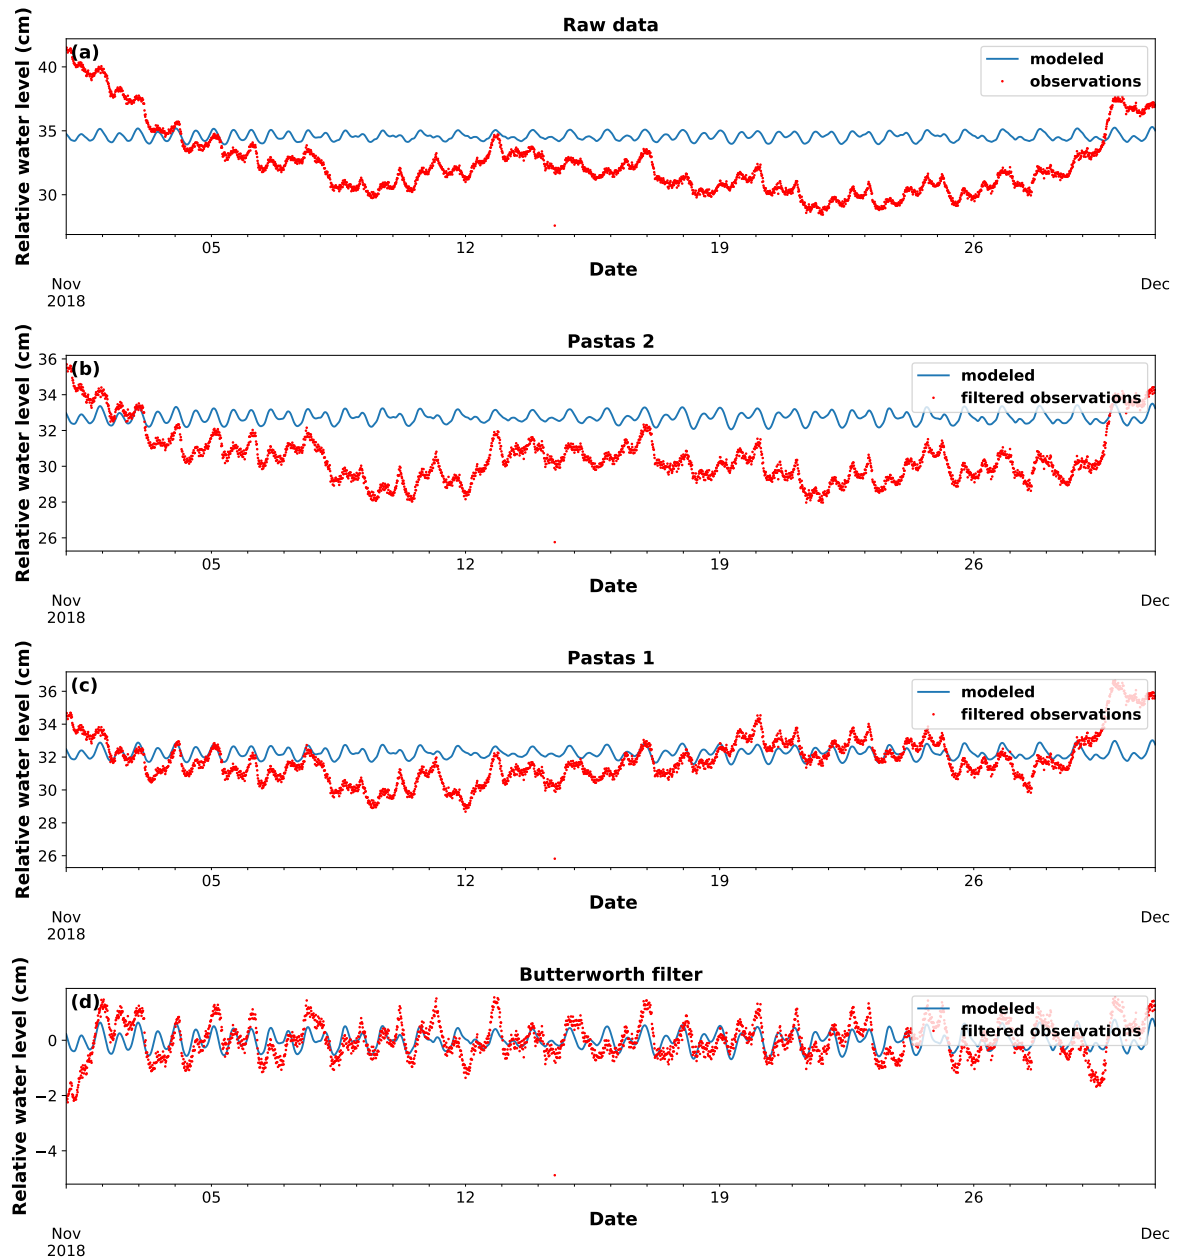 Raw data
(a)
Relative water level (cm)
40
35
30
modeled
observations
05
12
19
26
Date
Nov
2018
Dec
Pastas 2
(b)
Relative water level (cm)
36
34
32
30
28
26
modeled
filtered observations
05
12
19
26
Date
Nov
2018
Dec
Pastas 1
(c)
Relative water level (cm)
36
34
32
30
28
26
modeled
filtered observations
05
12
19
26
Date
Nov
2018
Dec
Butterworth filter
(d)
Relative water level (cm)
0
−2
−4
modeled
filtered observations
05
12
19
26
Date
Nov
2018
Dec